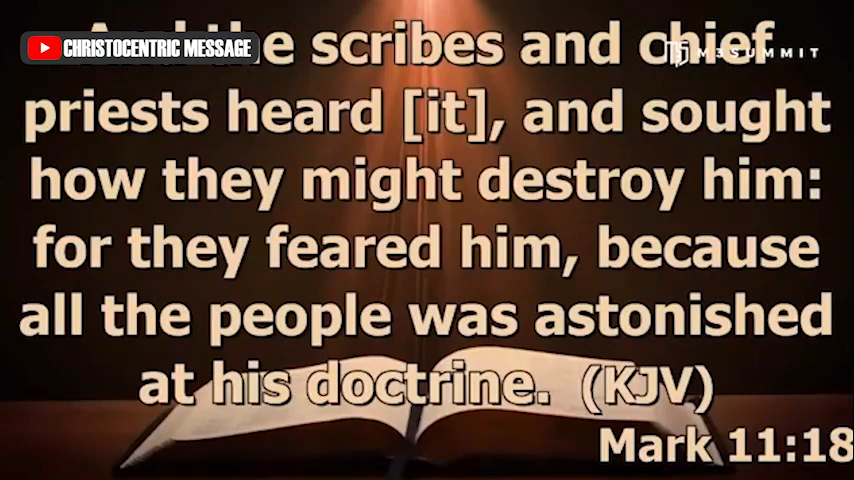 CHRISTOCENTRIC MESSAGE
M3SUMMIT
And the scribes and chief
priests heard [it], and sought
how they might destroy him:
for they feared him, because
all the people was astonished
at his doctrine. (KJV)
Mark 11:18